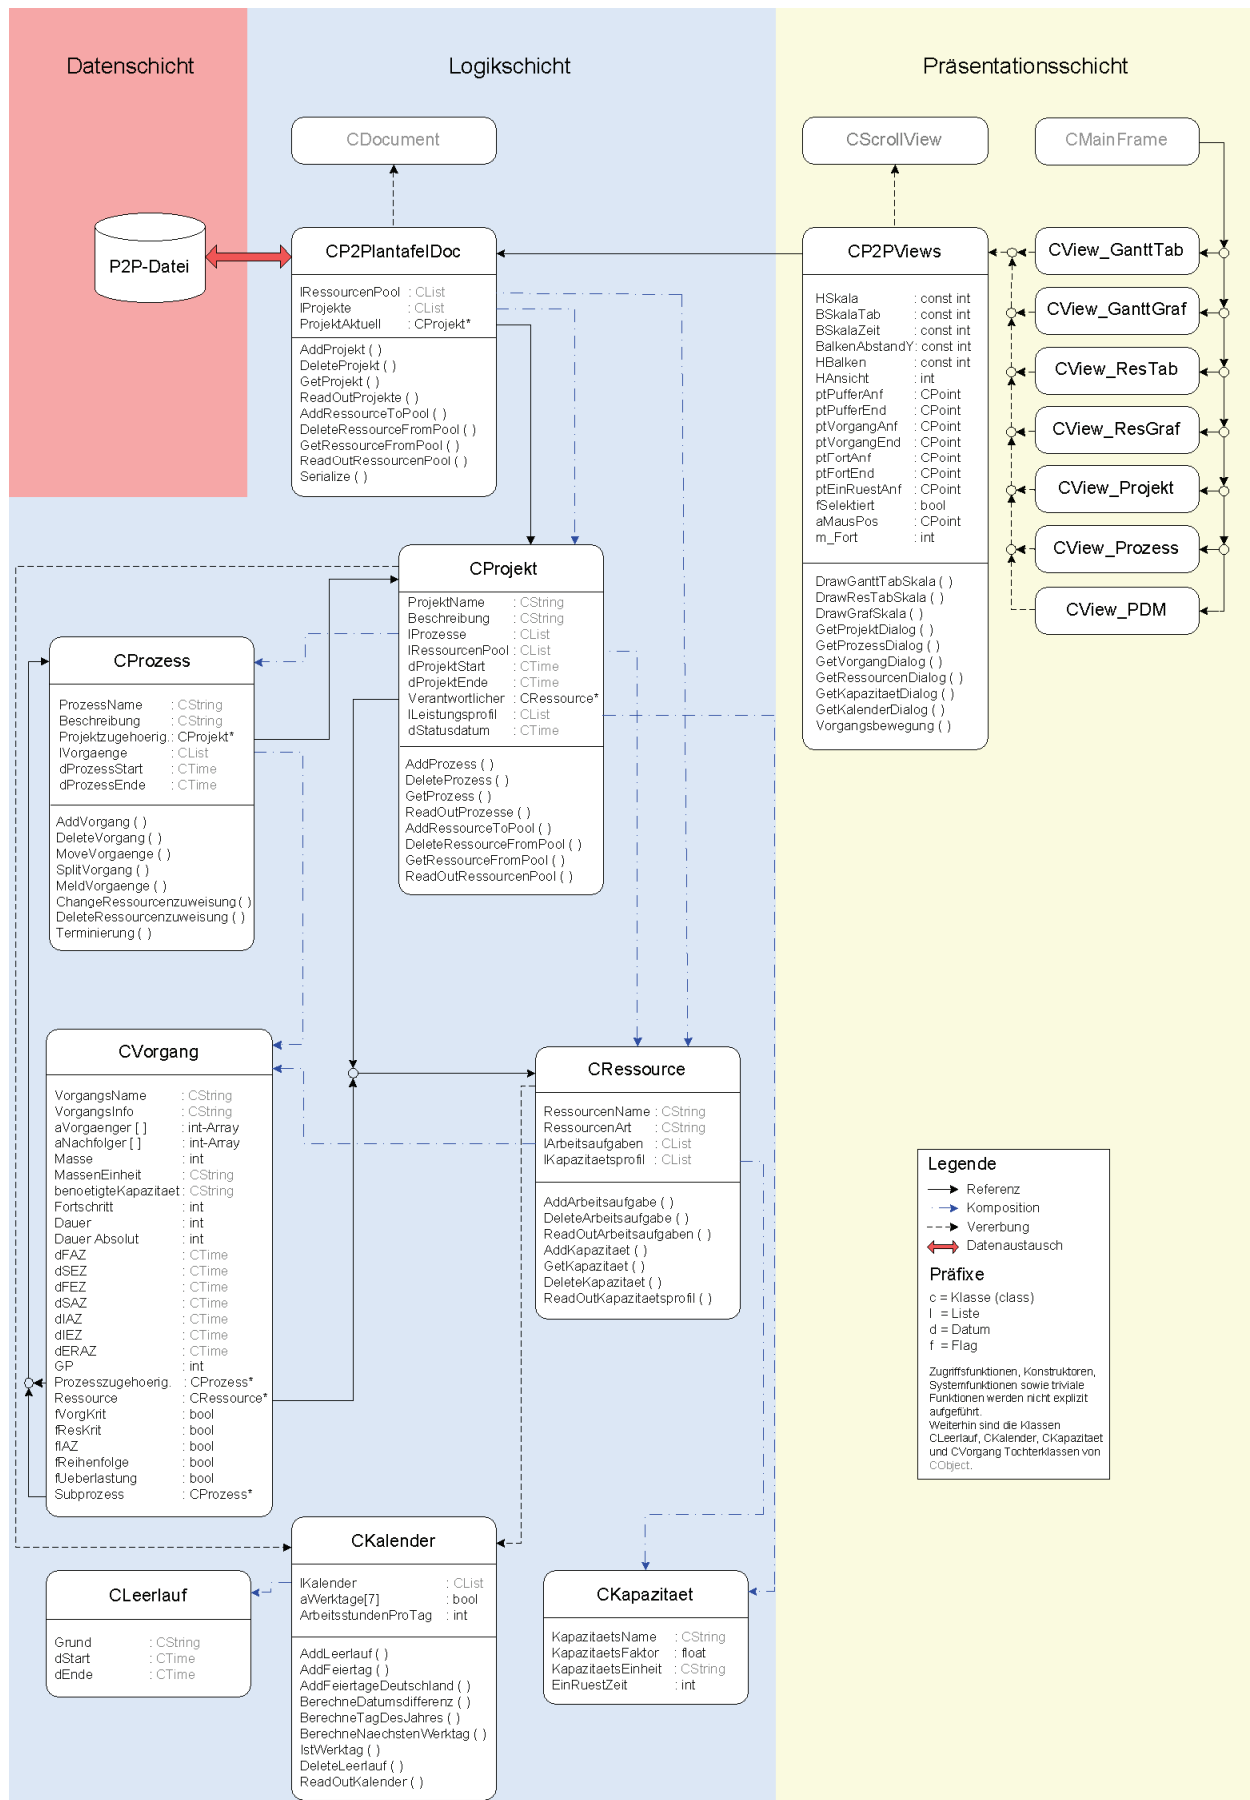 Datenschicht
Logikschicht
Präsentationsschicht
CDocument
CScrollView
CMainFrame
P2P-Datei
CP2PlantafelDoc
lRessourcenPool : CList
lProjekte : CList
ProjektAktuell : CProjekt*
AddProjekt ( )
DeleteProjekt ( )
GetProjekt ( )
ReadOutProjekte ( )
AddRessourceToPool ( )
DeleteRessourceFromPool ( )
GetRessourceFromPool ( )
ReadOutRessourcenPool ( )
Serialize ( )
CP2PViews
HSkala : const int
BSkalaTab : const int
BSkalaZeit : const int
BalkenAbstandY : const int
HBalken : const int
HAnsicht : int
ptPufferAnf : CPoint
ptPufferEnd : CPoint
ptVorgangAnf : CPoint
ptVorgangEnd : CPoint
ptFortAnf : CPoint
ptFortEnd : CPoint
ptEinRuestAnf : CPoint
fSelektiert : bool
aMausPos : CPoint
m_Fort : int
DrawGanttTabSkala ( )
DrawResTabSkala ( )
DrawGrafSkala ( )
GetProjektDialog ( )
GetProzessDialog ( )
GetVorgangDialog ( )
GetRessourcenDialog ( )
GetKapazitaetDialog ( )
GetKalenderDialog ( )
Vorgangsbewegung ( )
CView_GanttTab
CView_GanttGraf
CView_ResTab
CView_ResGraf
CView_Projekt
CView_Prozess
CView_PDM
CProjekt
ProjektName : CString
Beschreibung : CString
lProzesse : CList
lRessourcenPool : CList
dProjektStart : CTime
dProjektEnde : CTime
Verantwortlicher : CRessource*
lLeistungsprofil : CList
dStatusdatum : CTime
AddProzess ( )
DeleteProzess ( )
GetProzess ( )
ReadOutProzesse ( )
AddRessourceToPool ( )
DeleteRessourceFromPool ( )
GetRessourceFromPool ( )
ReadOutRessourcenPool ( )
CProzess
ProzessName : CString
Beschreibung : CString
Projektzugehoerig. : CProjekt*
lVorgaenge : CList
dProzessStart : CTime
dProzessEnde : CTime
AddVorgang ( )
DeleteVorgang ( )
MoveVorgaenge ( )
SplitVorgang ( )
MeldVorgaenge ( )
ChangeRessourcenzuweisung ( )
DeleteRessourcenzuweisung ( )
Terminierung ( )
CVorgang
VorgangsName : CString
VorgangsInfo : CString
aVorgaenger [ ] : int-Array
aNachfolger [ ] : int-Array
Masse : int
MassenEinheit : CString
benoetigteKapazitaet : CString
Fortschritt : int
Dauer : int
Dauer Absolut : int
dFAZ : CTime
dSEZ : CTime
dFEZ : CTime
dSAZ : CTime
dIAZ : CTime
dIEZ : CTime
dERAZ : CTime
GP : int
Prozesszugehoerig. : CProzess*
Ressource : CRessource*
fVorgKrit : bool
fResKrit : bool
fIAZ : bool
fReihenfolge : bool
fUeberlastung : bool
Subprozess : CProzess*
CRessource
RessourcenName : CString
RessourcenArt : CString
lArbeitsaufgaben : CList
lKapazitaetsprofil : CList
AddArbeitsaufgabe ( )
DeleteArbeitsaufgabe ( )
ReadOutArbeitsaufgaben ( )
AddKapazitaet ( )
GetKapazitaet ( )
DeleteKapazitaet ( )
ReadOutKapazitaetsprofil ( )
Legende
Referenz
Komposition
Vererbung
Datenaustausch
Präfixe
c = Klasse (class)
l = Liste
d = Datum
f = Flag
Zugriffsfunktionen, Konstruktoren,
Systemfunktionen sowie triviale
Funktionen werden nicht explizit
aufgeführt.
Weiterhin sind die Klassen
CLeerlauf, CKalender, CKapazitaet
und CVorgang Tochterklassen von
CObject.
CLeerlauf
Grund : CString
dStart : CTime
dEnde : CTime
CKalender
lKalender : CList
aWerktage[7] : bool
ArbeitsstundenProTag : int
AddLeerlauf ( )
AddFeiertag ( )
AddFeiertageDeutschland ( )
BerechneDatumsdifferenz ( )
BerechneTagDesJahres ( )
BerechneNaechstenWerktag ( )
IstWerktag ( )
DeleteLeerlauf ( )
ReadOutKalender ( )
CKapazitaet
KapazitaetsName : CString
KapazitaetsFaktor : float
KapazitaetsEinheit : CString
EinRuestZeit : int